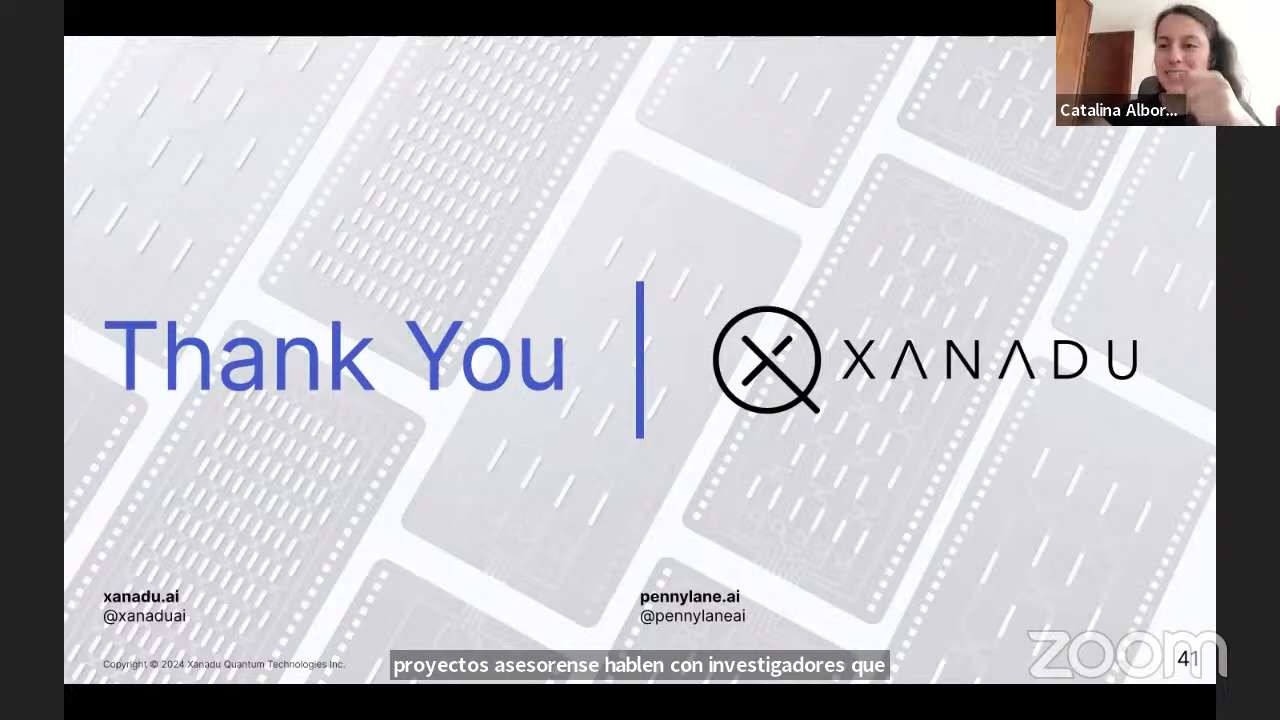 Catalina Albor...
Thank You
XANADU
xanadu.ai
@xanaduai
pennylane.ai
@pennylaneai
Copyright © 2024 Xanadu Quantum Technologies Inc.
proyectos asesorense hablen con investigadores que
zoom
41